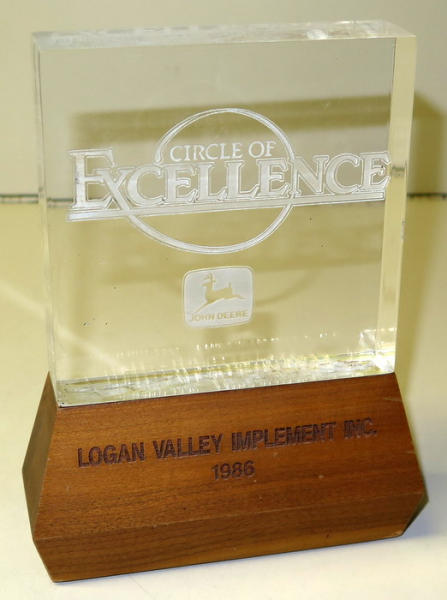 CIRCLE OF
EXCELLENCE
JOHN DEERE
LOGAN VALLEY IMPLEMENT INC.
1986